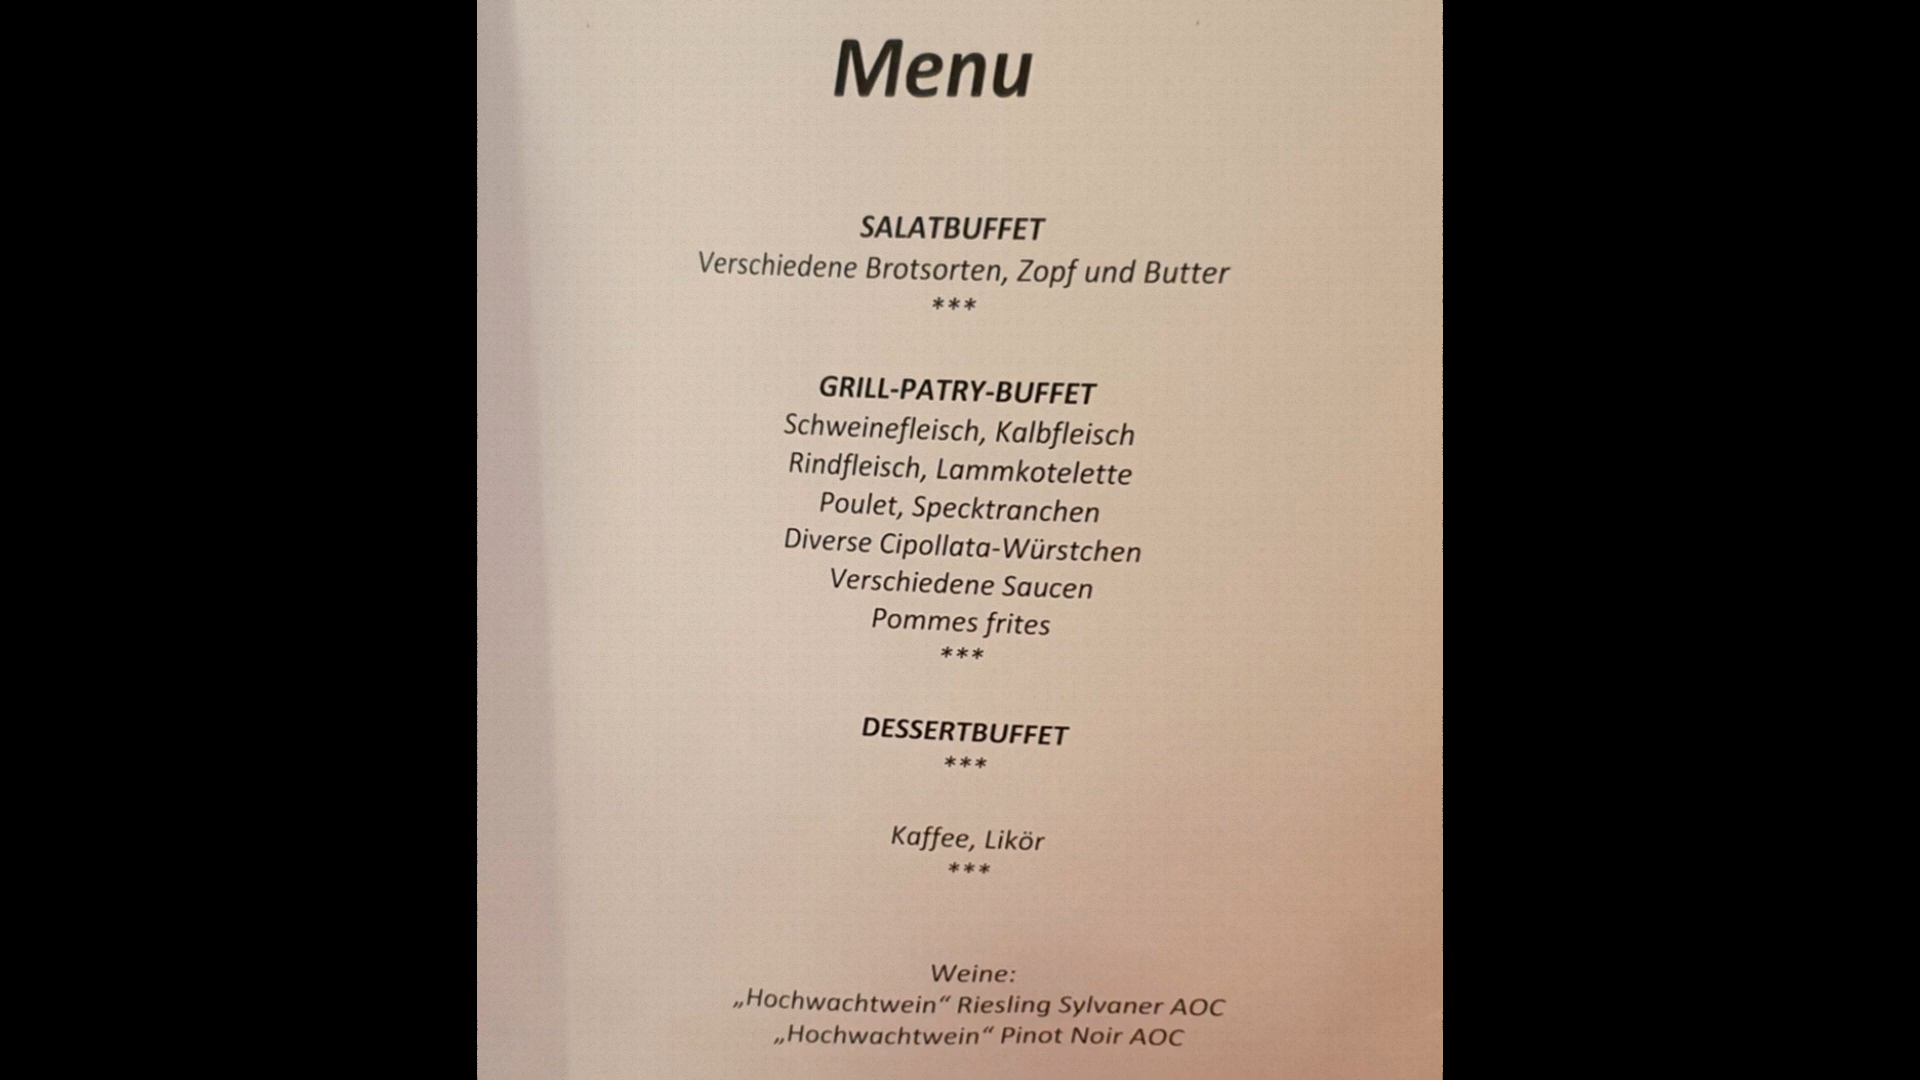 Menu
SALATBUFFET
Verschiedene Brotsorten, Zopf und Butter
***
GRILL-PATRY-BUFFET
Schweinefleisch, Kalbfleisch
Rindfleisch, Lammkotelette
Poulet, Specktranchen
Diverse Cipollata-Würstchen
Verschiedene Saucen
Pommes frites
***
DESSERTBUFFET
***
Kaffee, Likör
***
Weine:
„Hochwachtwein“ Riesling Sylvaner AOC
„Hochwachtwein“ Pinot Noir AOC